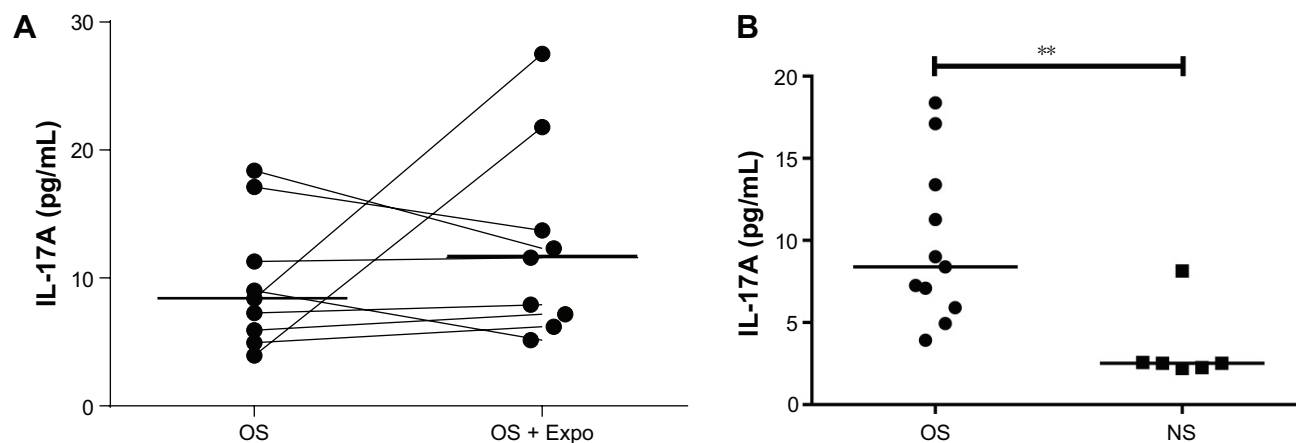 A
IL-17A (pg/mL)
30
20
10
0
OS
OS + Expo
B
**
IL-17A (pg/mL)
20
15
10
5
0
OS
NS